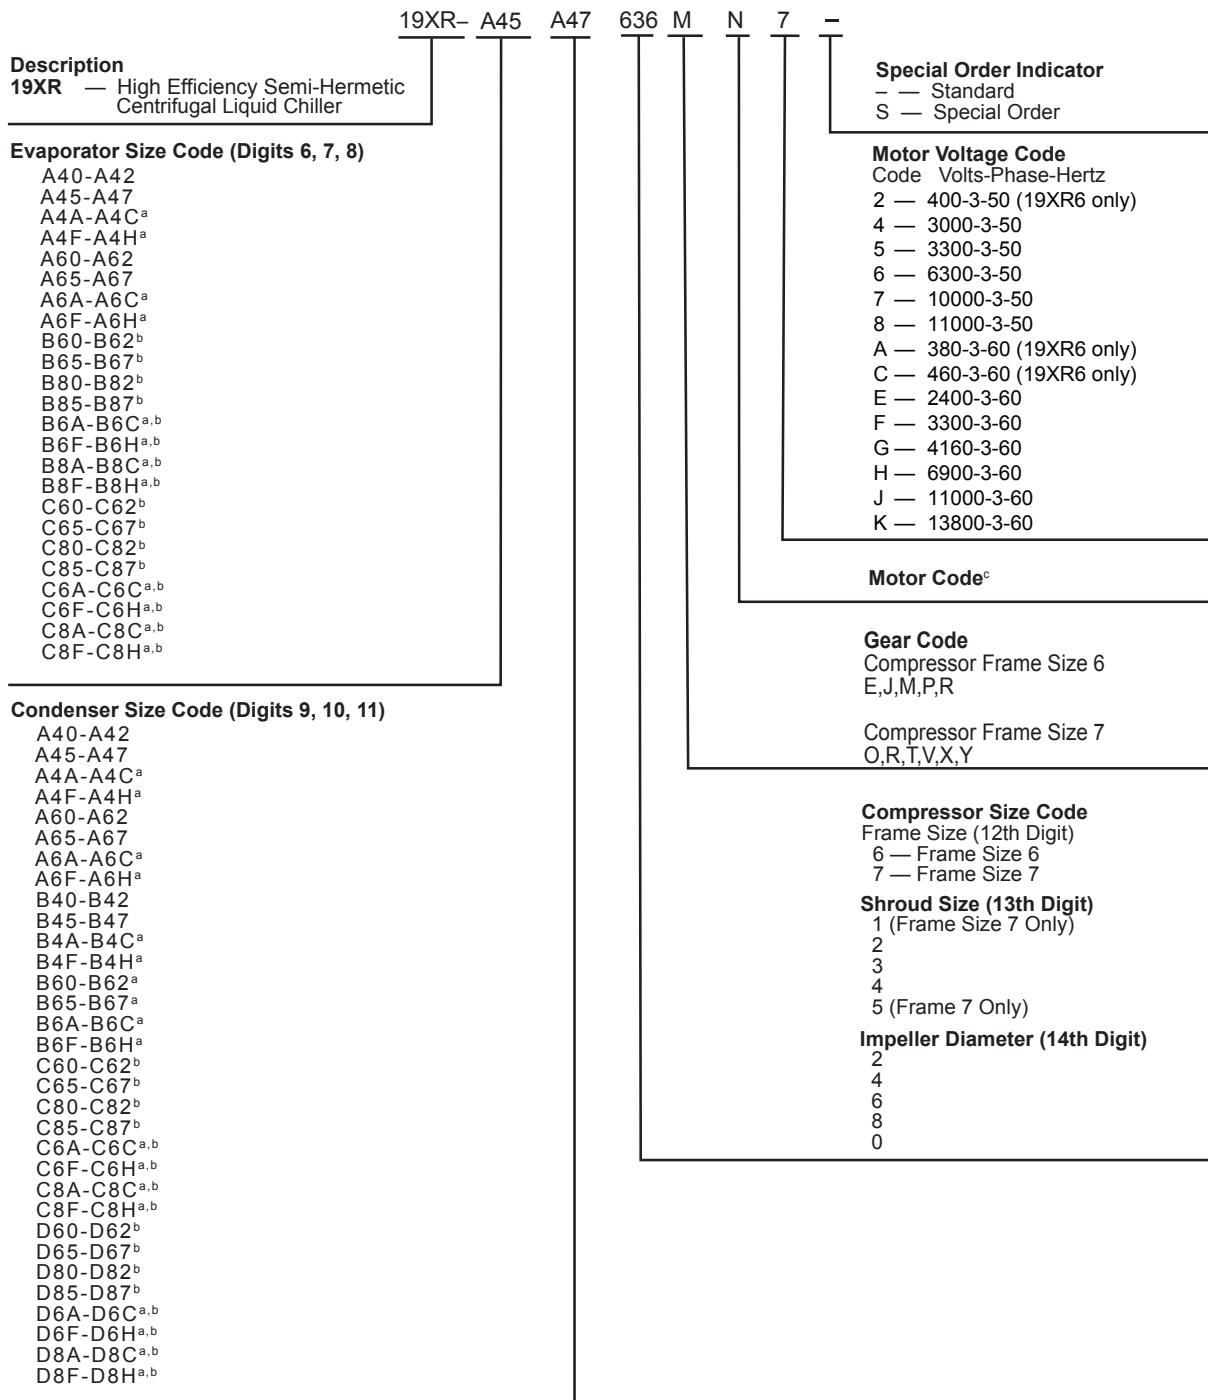 19XR– A45 A47 636 M N 7 –
Description
19XR — High Efficiency Semi-Hermetic
Centrifugal Liquid Chiller
Evaporator Size Code (Digits 6, 7, 8)
A40-A42
A45-A47
A4A-A4Ca
A4F-A4Ha
A60-A62
A65-A67
A6A-A6Ca
A6F-A6Ha
B60-B62b
B65-B67b
B80-B82b
B85-B87b
B6A-B6Ca,b
B6F-B6Ha,b
B8A-B8Ca,b
B8F-B8Ha,b
C60-C62b
C65-C67b
C80-C82b
C85-C87b
C6A-C6Ca,b
C6F-C6Ha,b
C8A-C8Ca,b
C8F-C8Ha,b
Condenser Size Code (Digits 9, 10, 11)
A40-A42
A45-A47
A4A-A4Ca
A4F-A4Ha
A60-A62
A65-A67
A6A-A6Ca
A6F-A6Ha
B40-B42
B45-B47
B4A-B4Ca
B4F-B4Ha
B60-B62a
B65-B67a
B6A-B6Ca
B6F-B6Ha
C60-C62b
C65-C67b
C80-C82b
C85-C87b
C6A-C6Ca,b
C6F-C6Ha,b
C8A-C8Ca,b
C8F-C8Ha,b
D60-D62b
D65-D67b
D80-D82b
D85-D87b
D6A-D6Ca,b
D6F-D6Ha,b
D8A-D8Ca,b
D8F-D8Ha,b
Special Order Indicator
– — Standard
S — Special Order
Motor Voltage Code
Code Volts-Phase-Hertz
2 — 400-3-50 (19XR6 only)
4 — 3000-3-50
5 — 3300-3-50
6 — 6300-3-50
7 — 10000-3-50
8 — 11000-3-50
A — 380-3-60 (19XR6 only)
C — 460-3-60 (19XR6 only)
E — 2400-3-60
F — 3300-3-60
G — 4160-3-60
H — 6900-3-60
J — 11000-3-60
K — 13800-3-60
Motor Codec
Gear Code
Compressor Frame Size 6
E,J,M,P,R
Compressor Frame Size 7
O,R,T,V,X,Y
Compressor Size Code
Frame Size (12th Digit)
6 — Frame Size 6
7 — Frame Size 7
Shroud Size (13th Digit)
1 (Frame Size 7 Only)
2
3
4
5 (Frame 7 Only)
Impeller Diameter (14th Digit)
2
4
6
8
0